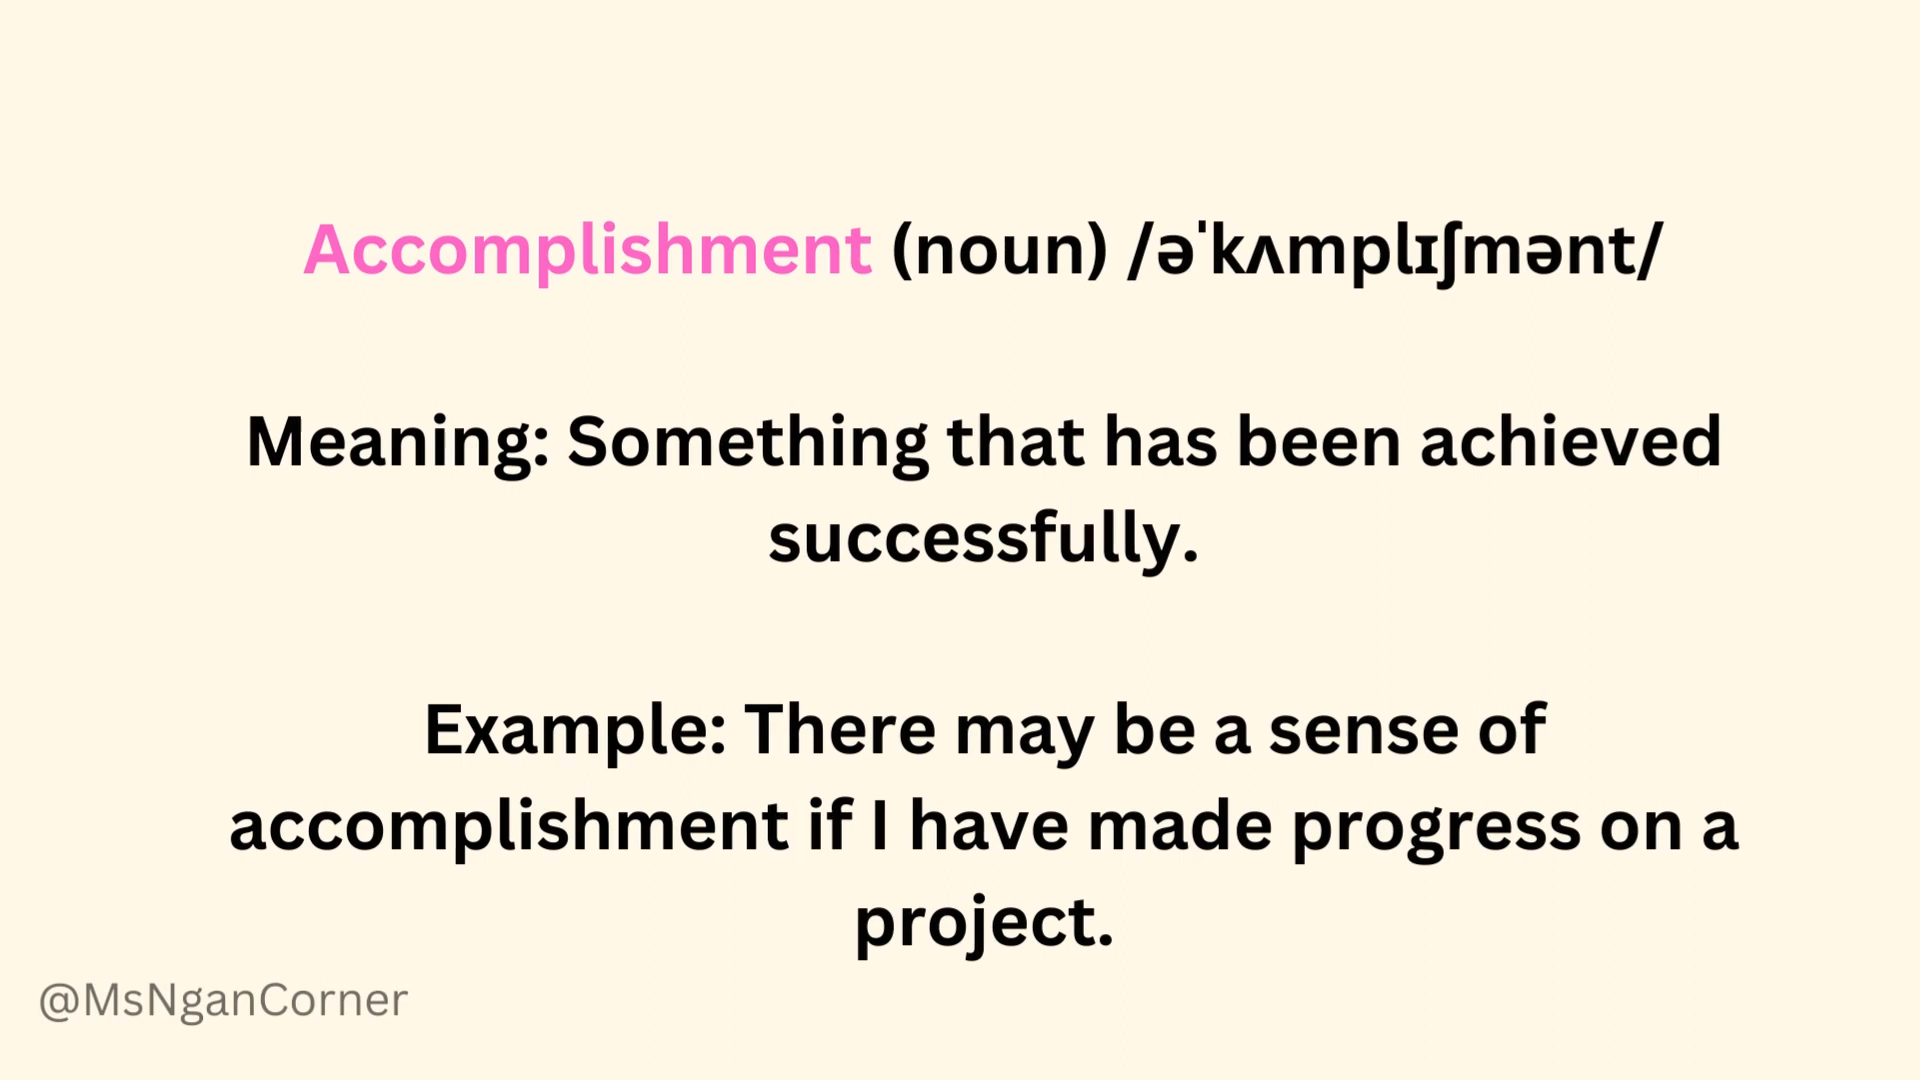 Accomplishment (noun) /əˈkʌmplɪʃmənt/
Meaning: Something that has been achieved
successfully.
Example: There may be a sense of
accomplishment if I have made progress on a
project.
@MsNganCorner